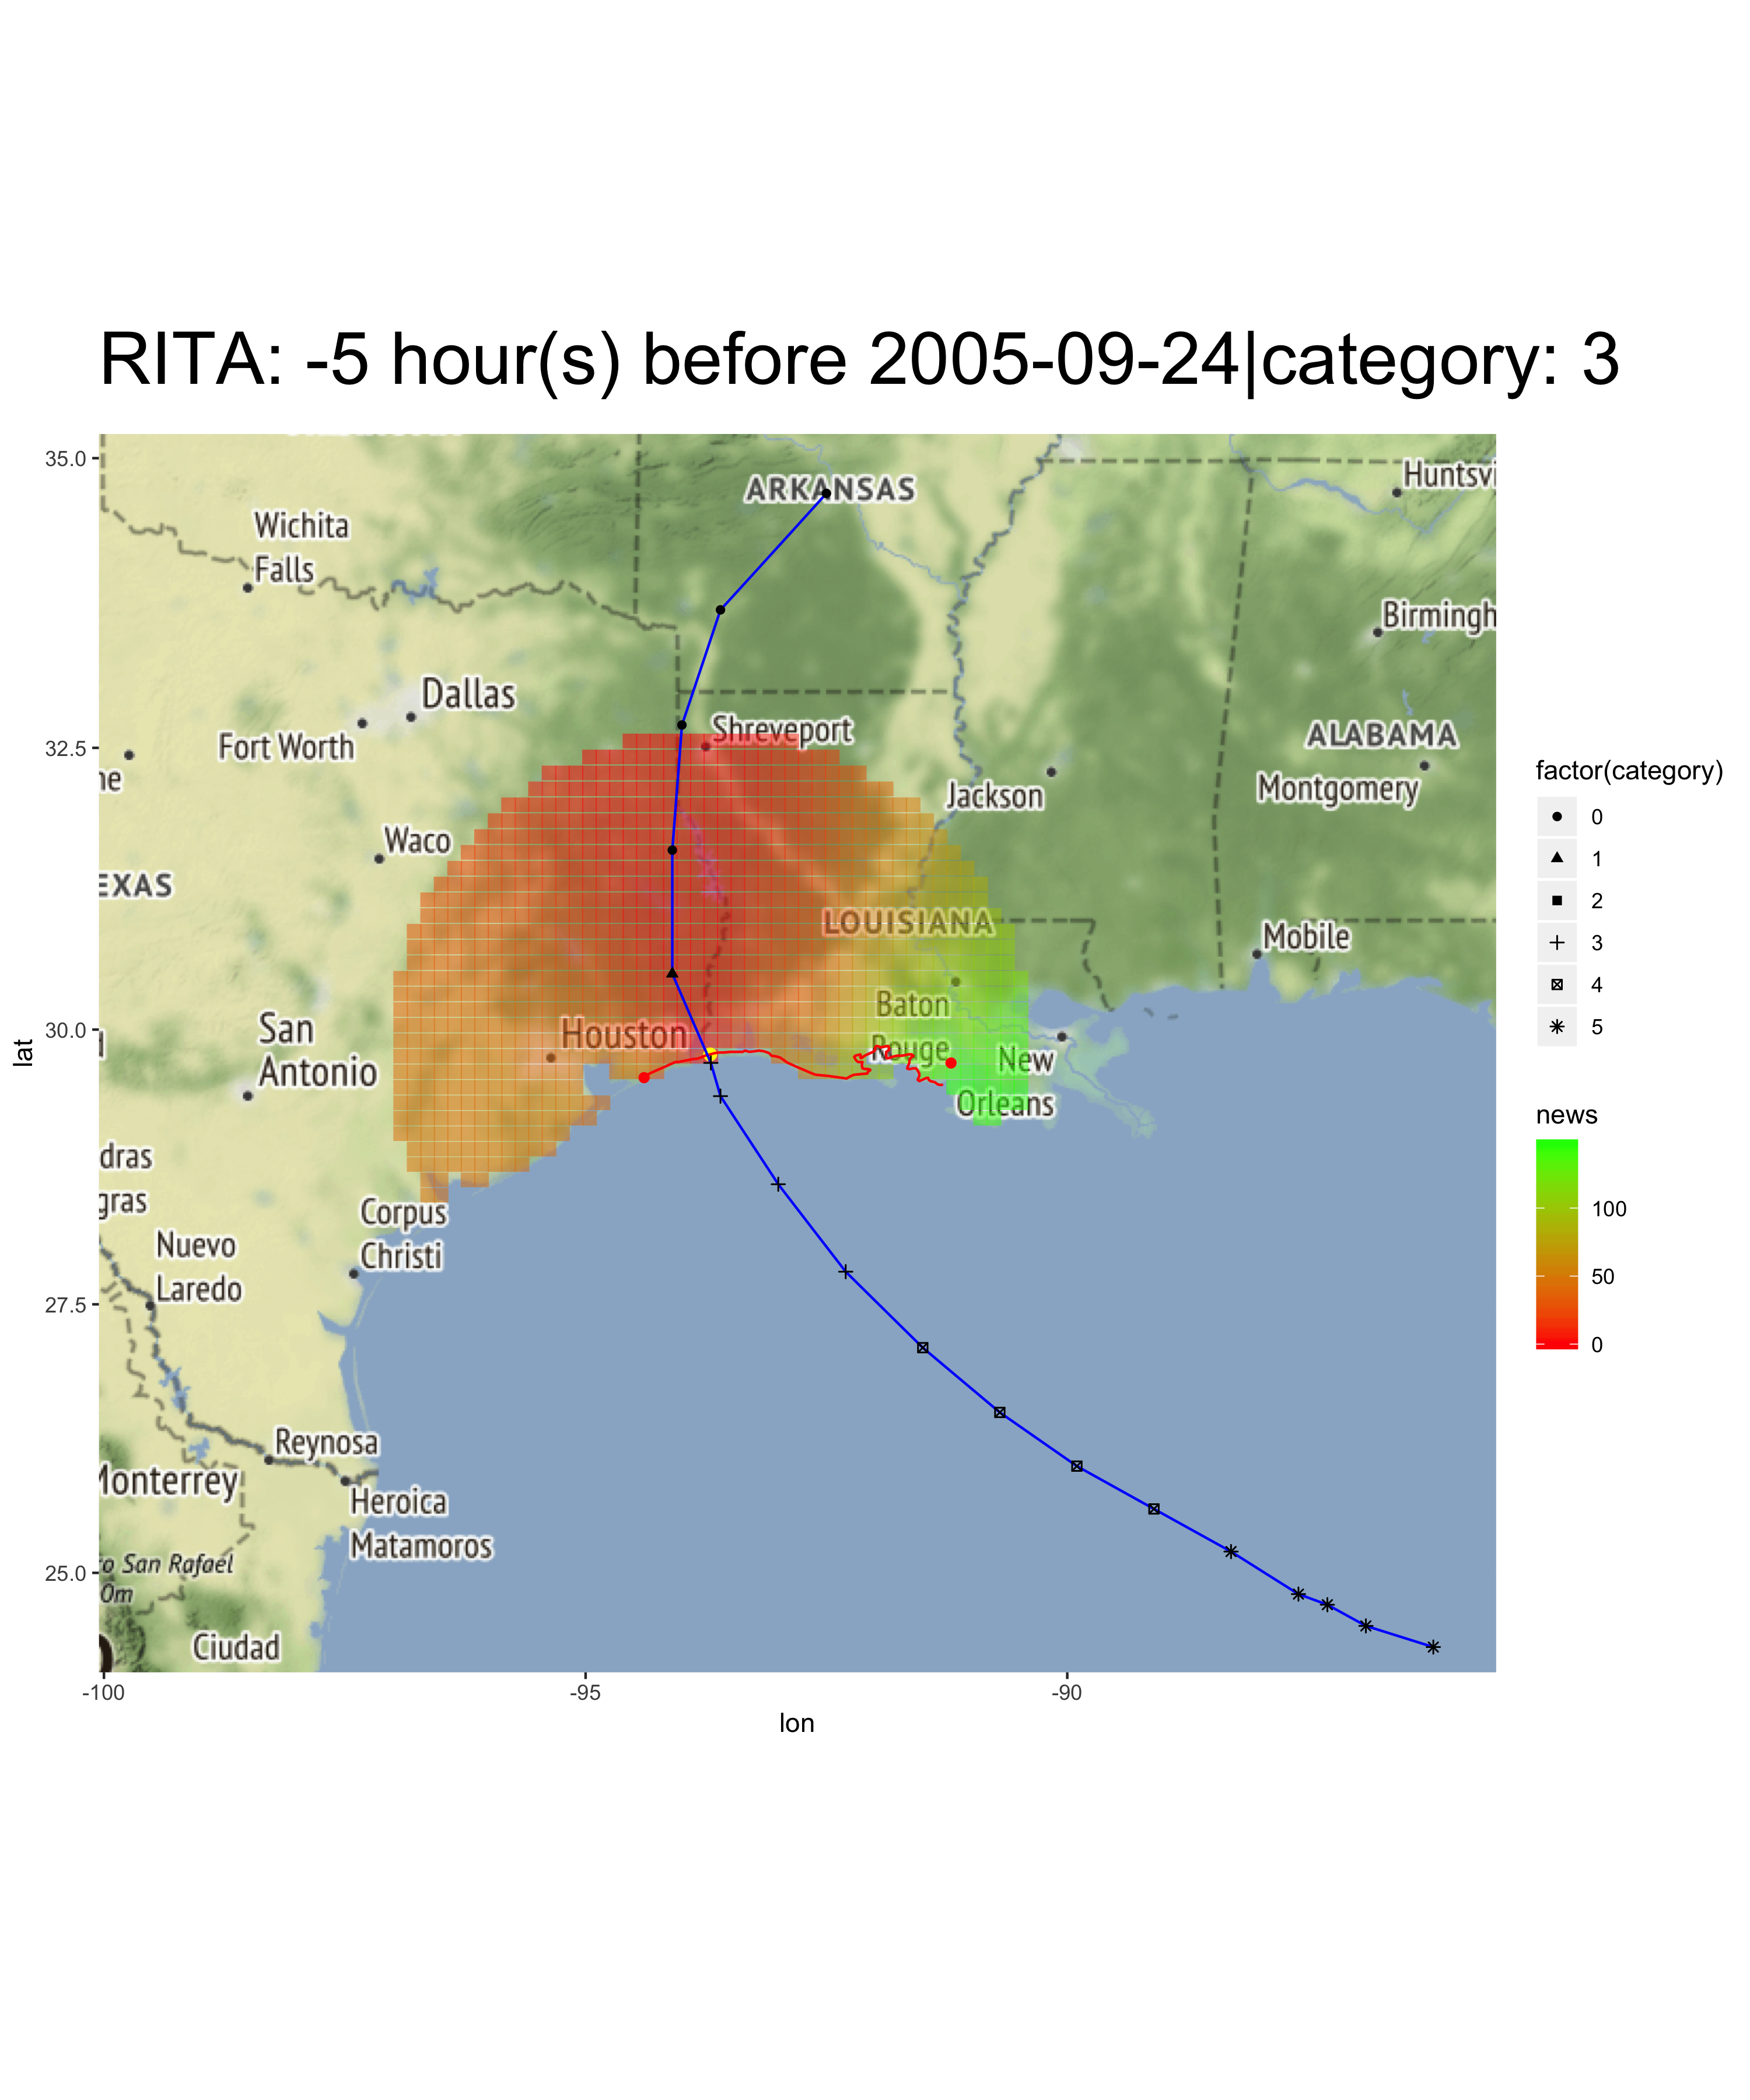 RITA: -5 hour(s) before 2005-09-24|category: 3
35.0
32.5
30.0
27.5
25.0
lat
-100
-95
-90
lon
ARKANSAS
Huntsvi
Wichita
Falls
Birmingh
Dallas
Fort Worth
Shreveport
ALABAMA
Montgomery
Jackson
ne
Waco
EXAS
LOUISIANA
Mobile
Baton
Rouge
Houston
San
Antonio
New
Orleans
dras
gras
Corpus
Christi
Nuevo
Laredo
Reynosa
Monterrey
Heroica
Matamoros
o San Rafael
0m
Ciudad
factor(category)
0
1
2
3
4
5
news
100
50
0